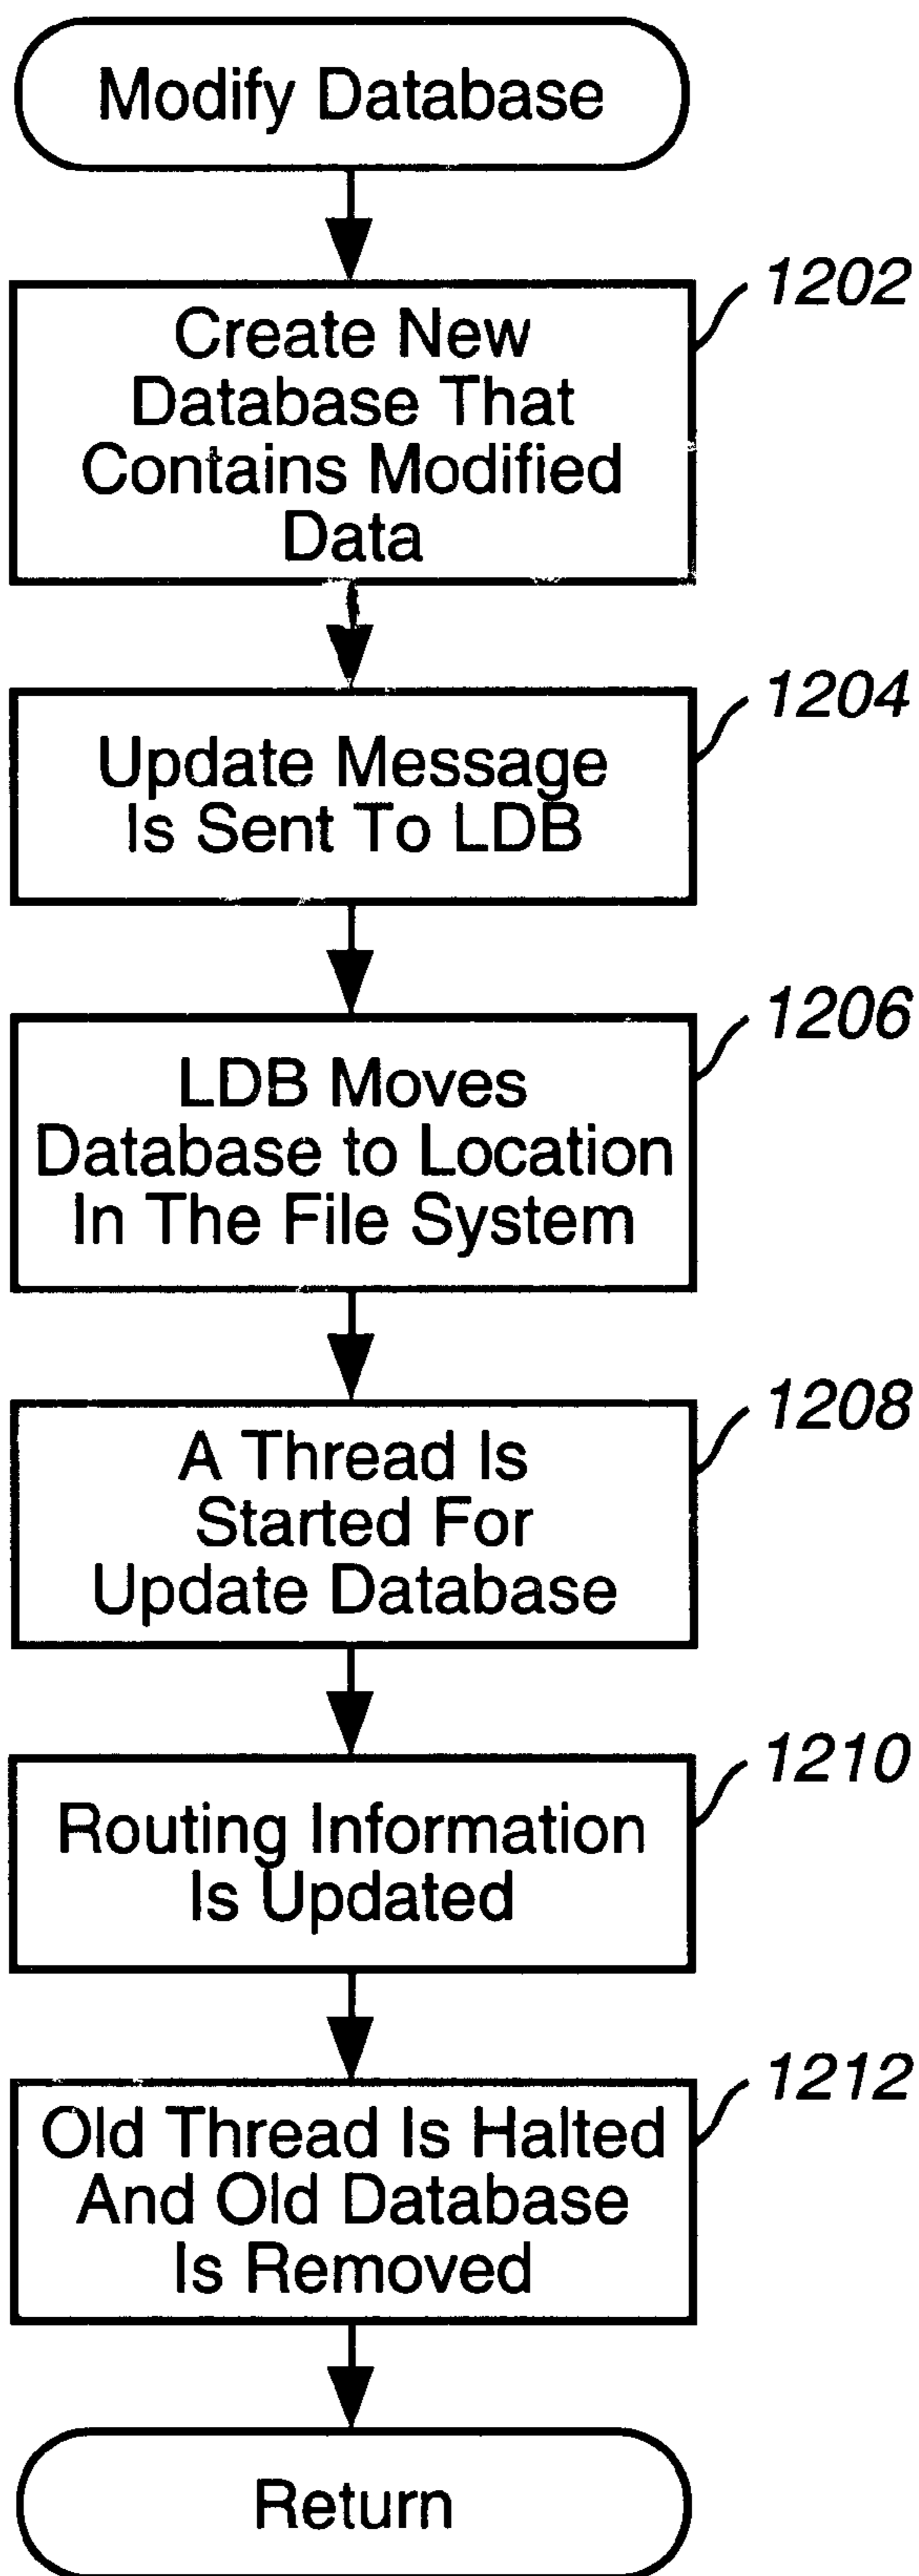 Modify Database
1202
Create New
Database That
Contains Modified
Data
1204
Update Message
Is Sent To LDB
1206
LDB Moves
Database to Location
In The File System
1208
A Thread Is
Started For
Update Database
1210
Routing Information
Is Updated
1212
Old Thread Is Halted
And Old Database
Is Removed
Return